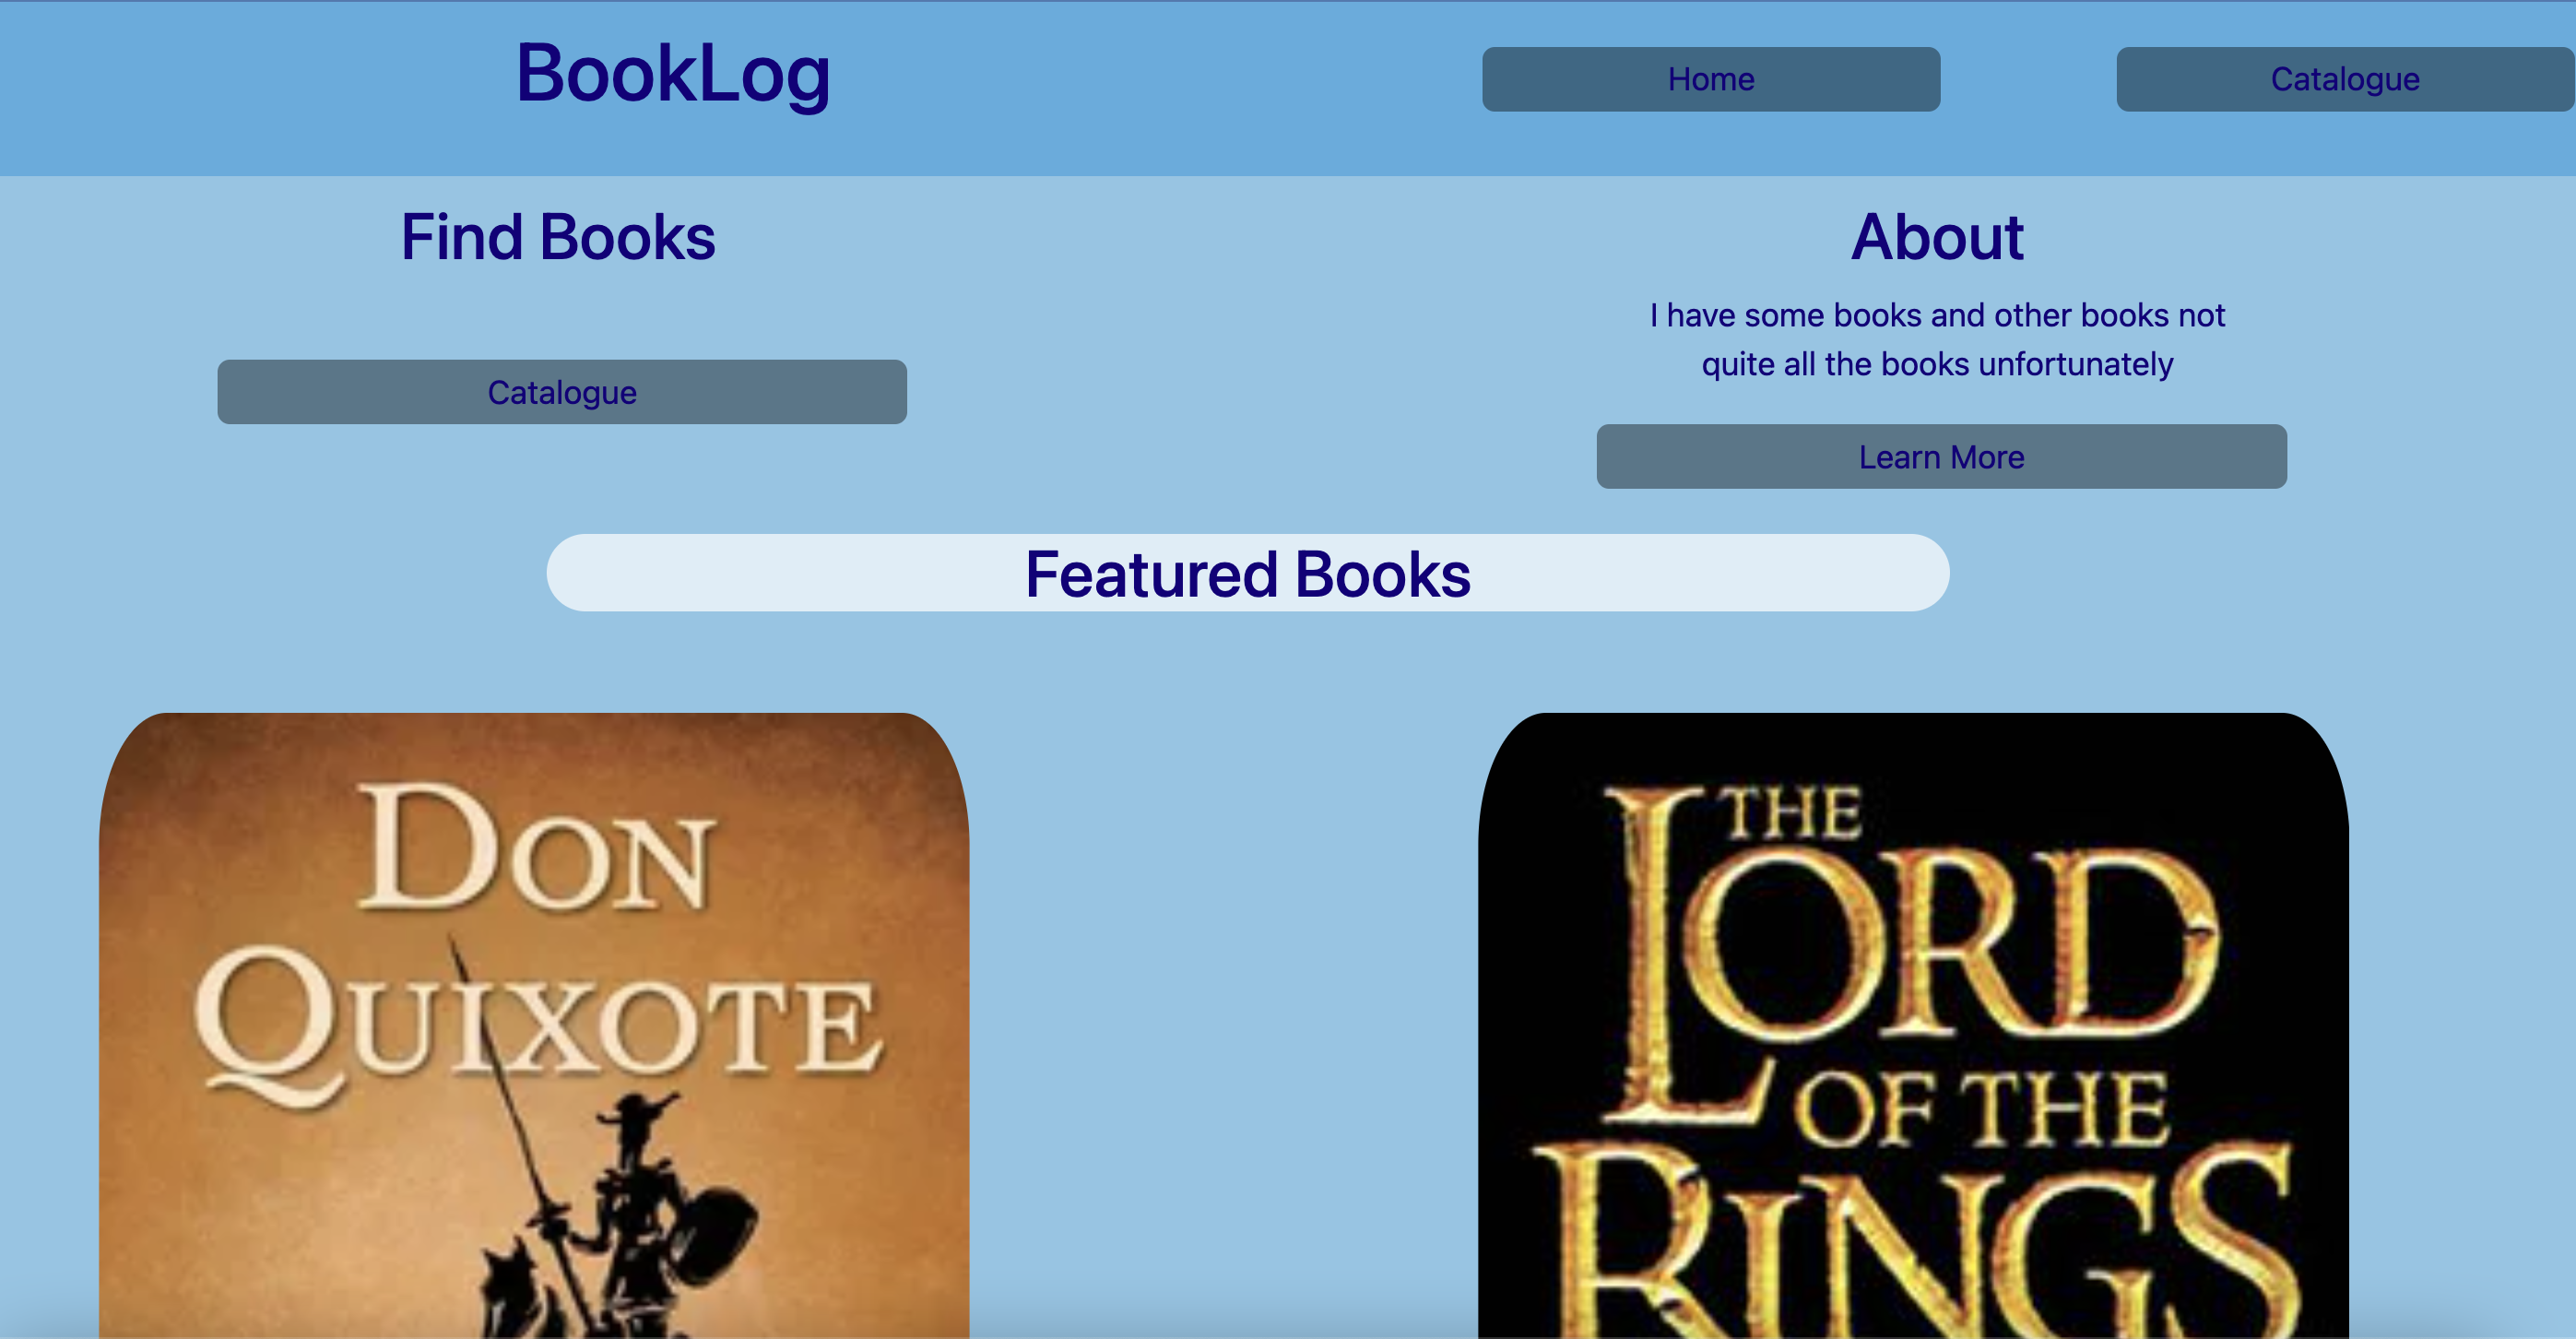 BookLog
Home
Catalogue
Find Books
Catalogue
About
I have some books and other books not
quite all the books unfortunately
Learn More
Featured Books
DON
QUIXOTE
THE
LORD
OF THE
RINGS